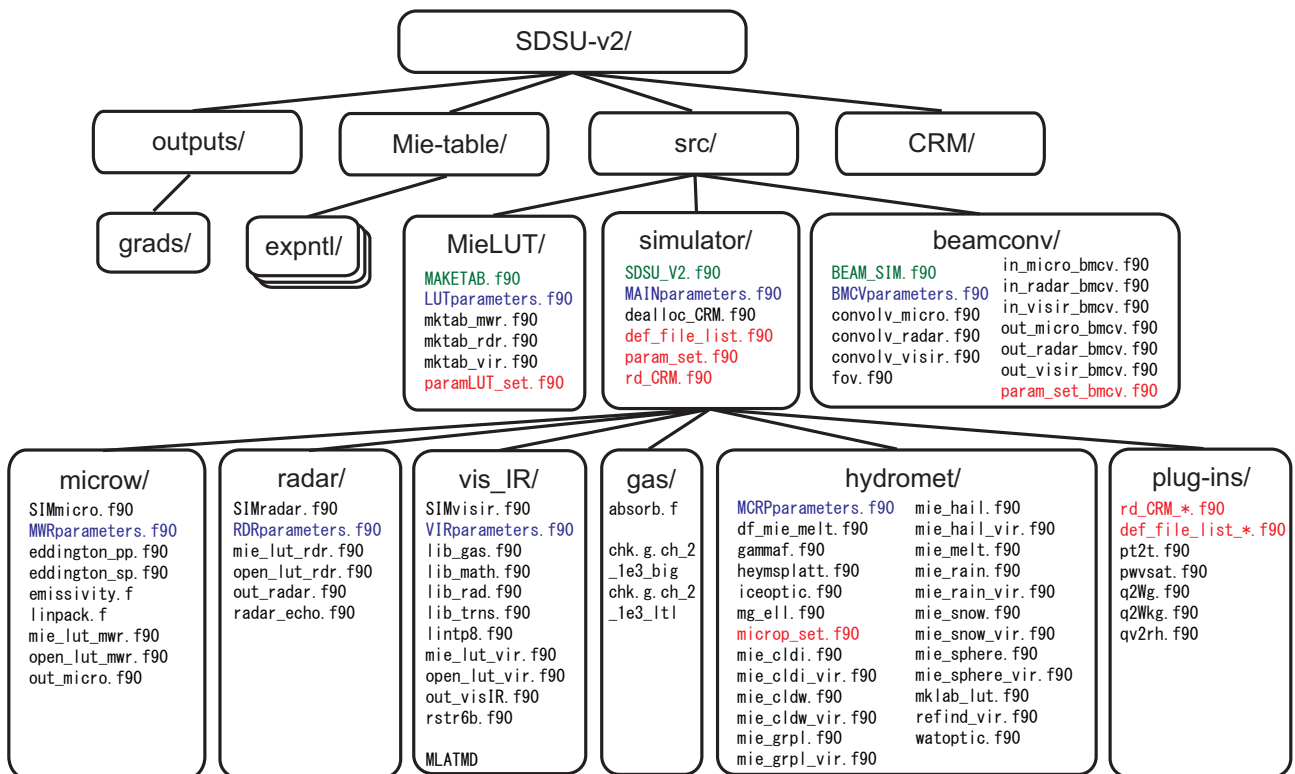 SDSU-v2/
outputs/
Mie-table/
src/
CRM/
grads/
expntl/
MieLUT/
MAKETAB.f90
LUTparameters.f90
mktab_mwr.f90
mktab_rdr.f90
mktab_vir.f90
paramLUT_set.f90
simulator/
SDSU_V2.f90
MAINparameters.f90
dealloc_CRM.f90
def_file_list.f90
param_set.f90
rd_CRM.f90
beamconv/
BEAM_SIM.f90
BMCVparameters.f90
convolv_micro.f90
convolv_radar.f90
convolv_visir.f90
fov.f90
in_micro_bmcv.f90
in_radar_bmcv.f90
in_visir_bmcv.f90
out_micro_bmcv.f90
out_radar_bmcv.f90
out_visir_bmcv.f90
param_set_bmcv.f90
microw/
SIMmicro.f90
MWRparameters.f90
eddington_pp.f90
eddington_sp.f90
emissivity.f
linpack.f
mie_lut_mwr.f90
open_lut_mwr.f90
out_micro.f90
radar/
SIMradar.f90
RDRparameters.f90
mie_lut_rdr.f90
open_lut_rdr.f90
out_radar.f90
radar_echo.f90
vis_IR/
SIMvisir.f90
VIRparameters.f90
lib_gas.f90
lib_math.f90
lib_rad.f90
lib_trns.f90
lintp8.f90
mie_lut_vir.f90
open_lut_vir.f90
out_visIR.f90
rstr6b.f90
MLATMD
gas/
absorb.f
chk.g.ch_2
_1e3_big
chk.g.ch_2
_1e3_ltl
hydromet/
MCRPparameters.f90
df_mie_melt.f90
gammaf.f90
heymsplatt.f90
iceoptic.f90
mg_ell.f90
microp_set.f90
mie_cldi.f90
mie_cldi_vir.f90
mie_cldw.f90
mie_cldw_vir.f90
mie_grpl.f90
mie_grpl_vir.f90
mie_hail.f90
mie_hail_vir.f90
mie_melt.f90
mie_rain.f90
mie_rain_vir.f90
mie_snow.f90
mie_snow_vir.f90
mie_sphere.f90
mie_sphere_vir.f90
mklab_lut.f90
refind_vir.f90
watoptic.f90
plug-ins/
rd_CRM_*.f90
def_file_list_*.f90
pt2t.f90
pwvsat.f90
q2Wg.f90
q2Wkg.f90
qv2rh.f90